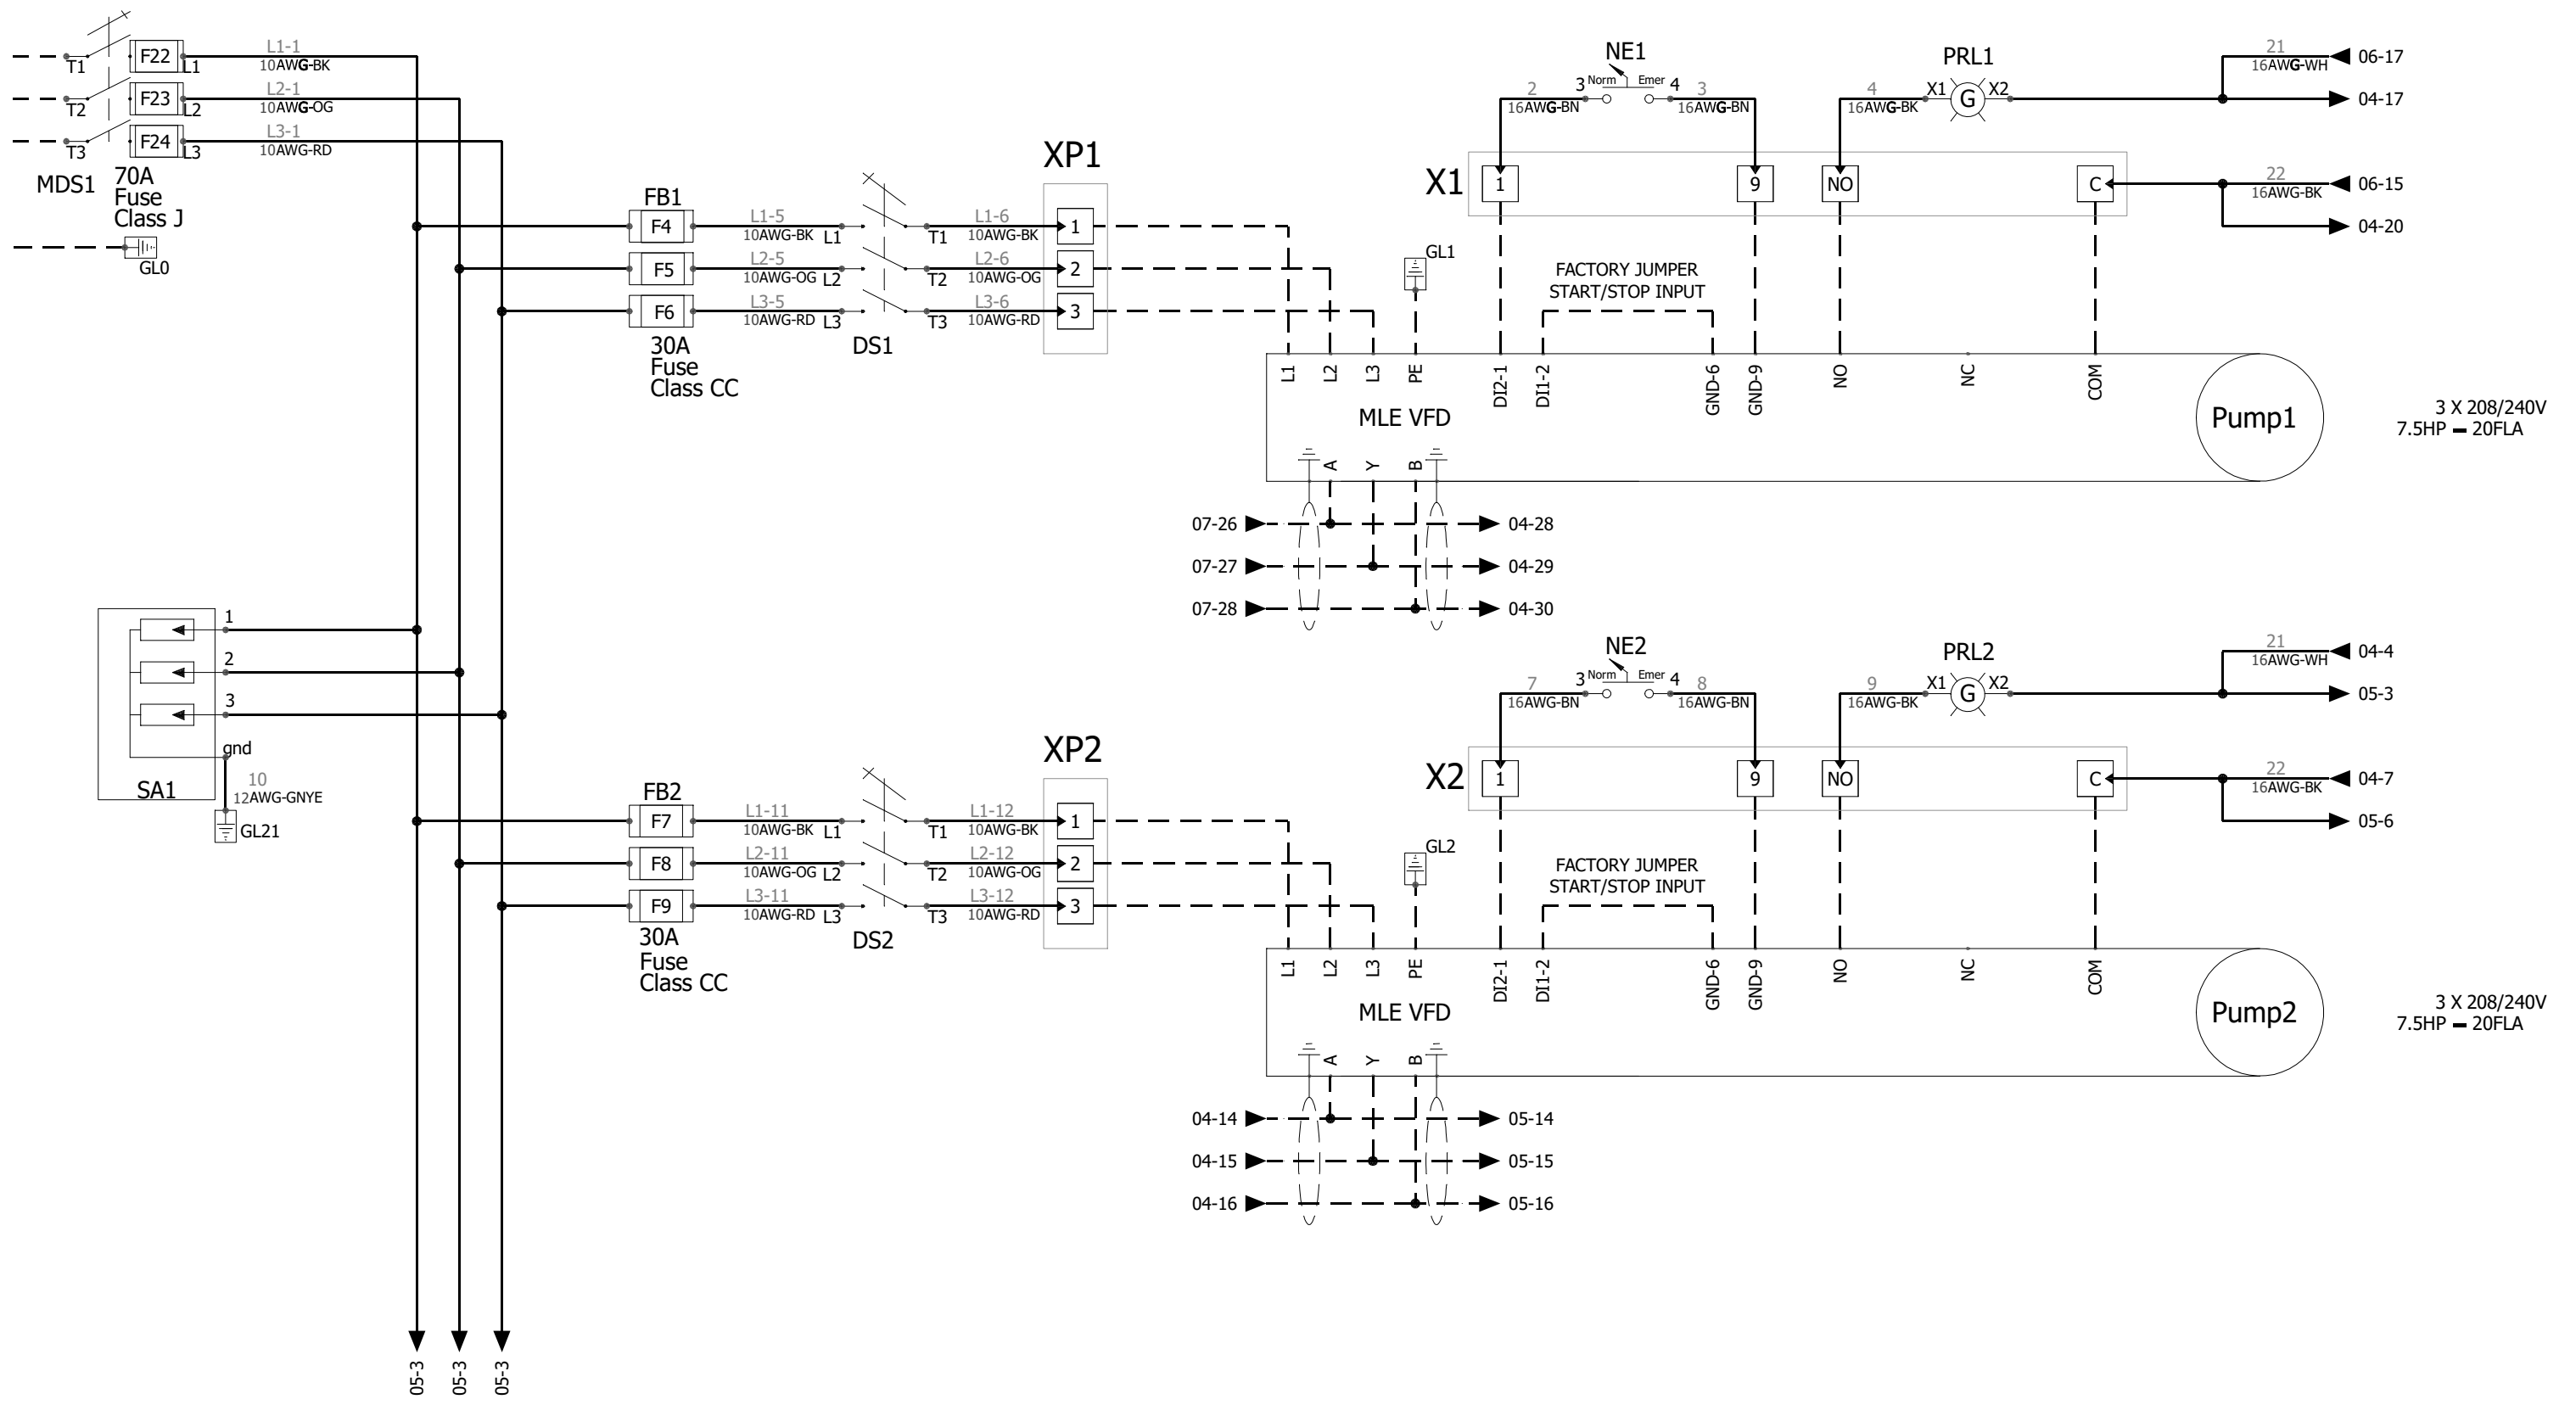 T1
F22
L1
L1-1
10AWG-BK
T2
F23
L2
L2-1
10AWG-OG
T3
F24
L3
L3-1
10AWG-RD
MDS1
70A
Fuse
Class J
GL0
FB1
F4
L1-5
10AWG-BK
L1
T1
L1-6
10AWG-BK
1
F5
L2-5
10AWG-OG
L2
T2
L2-6
10AWG-OG
2
F6
L3-5
10AWG-RD
L3
T3
L3-6
10AWG-RD
3
30A
Fuse
Class CC
DS1
XP1
NE1
2
16AWG-BN
3
Norm
Emer
4
3
16AWG-BN
PRL1
4
16AWG-BK
X1
G
X2
21
16AWG-WH
06-17
04-17
X1
1
9
NO
C
22
16AWG-BK
06-15
04-20
GL1
FACTORY JUMPER
START/STOP INPUT
L1
L2
L3
PE
DI2-1
DI1-2
GND-6
GND-9
NO
NC
COM
MLE VFD
Pump1
3 X 208/240V
7.5HP - 20FLA
A
Y
B
07-26
04-28
07-27
04-29
07-28
04-30
1
2
3
gnd
SA1
10
12AWG-GNYE
GL21
FB2
F7
L1-11
10AWG-BK
L1
T1
L1-12
10AWG-BK
1
F8
L2-11
10AWG-OG
L2
T2
L2-12
10AWG-OG
2
F9
L3-11
10AWG-RD
L3
T3
L3-12
10AWG-RD
3
30A
Fuse
Class CC
DS2
XP2
NE2
7
16AWG-BN
3
Norm
Emer
4
8
16AWG-BN
PRL2
9
16AWG-BK
X1
G
X2
21
16AWG-WH
04-4
05-3
X2
1
9
NO
C
22
16AWG-BK
04-7
05-6
GL2
FACTORY JUMPER
START/STOP INPUT
L1
L2
L3
PE
DI2-1
DI1-2
GND-6
GND-9
NO
NC
COM
MLE VFD
Pump2
3 X 208/240V
7.5HP - 20FLA
A
Y
B
04-14
05-14
04-15
05-15
04-16
05-16
05-3
05-3
05-3